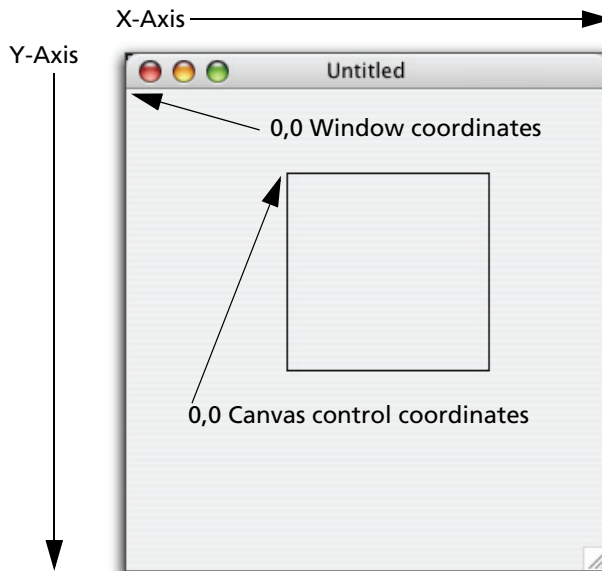 X-Axis
Y-Axis
Untitled
0,0 Window coordinates
0,0 Canvas control coordinates